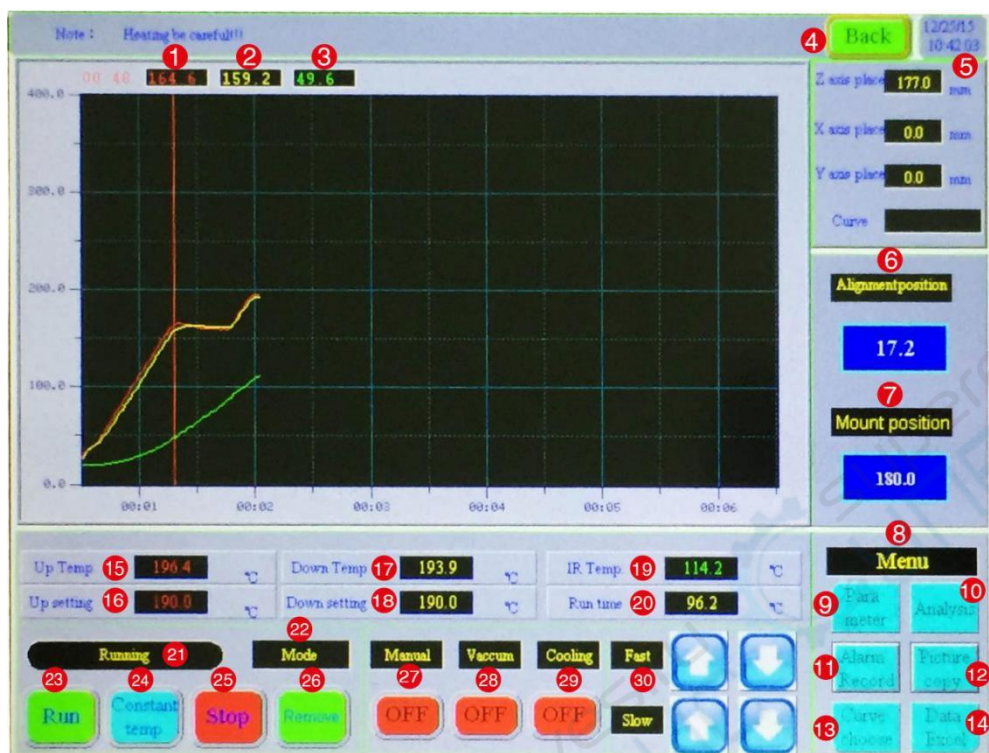 Note : Heating be careful!!!
4 Back 12/25/15
10 42 03
1 2 3
00 48 164.6 159.2 49.6
400.0
300.0
200.0
100.0
0.0
00:01 00:02 00:03 00:04 00:05 00:06
5
Z axis place 177.0 mm
X axis place 0.0 mm
Y axis place 0.0 mm
Curve
6
Alignmentposition
17.2
7
Mount position
180.0
Up Temp. 15 196.4 °C Down Temp 17 193.9 °C IR Temp. 19 114.2 °C
Up setting 16 190.0 °C Down setting 18 190.0 °C Run time 20 96.2 °C
8
Menu
9 Para
meter
10 Analysis
11 Alarm
Record
Picture
copy 12
13 Curve
choose
Data
Excel 14
Running 21
22
Mode
Manual Vaccum Cooling Fast
23 24 25 26
Run Constant
temp Stop Remove
27 28 29 30
OFF OFF OFF Slow